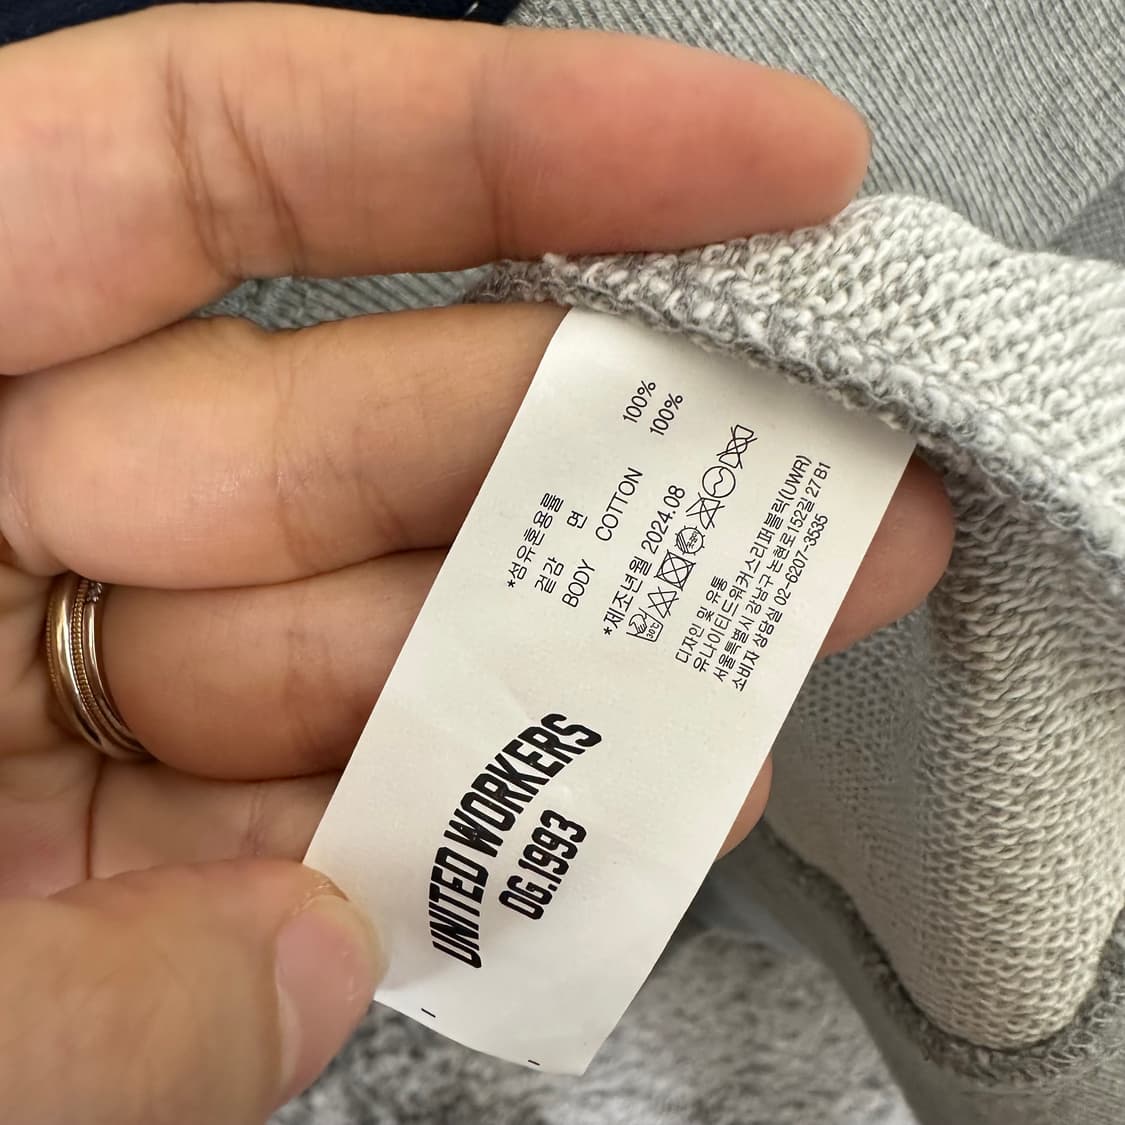 *섬유혼용률
겉감 면 100%
BODY COTTON 100%
*제조년월 2024.08
30℃
디자인 및 유통
유나이티드워커스리퍼블릭(UWR)
서울특별시 강남구 논현로152길 27 B1
소비자 상담실 02-6207-3535
UNITED WORKERS
OG.1993